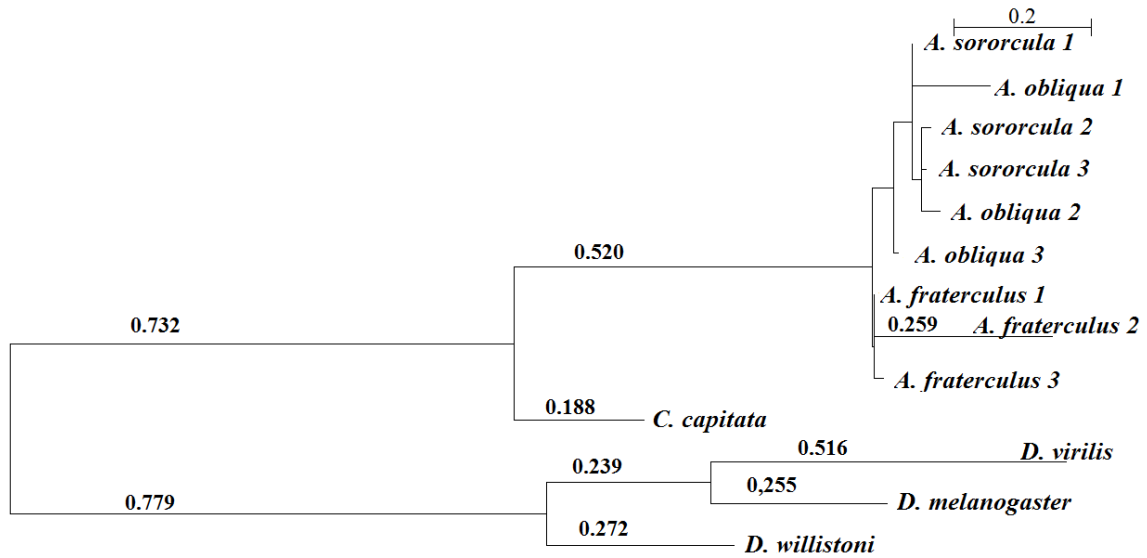 0.2
A. sororcula 1
A. obliqua 1
A. sororcula 2
A. sororcula 3
A. obliqua 2
A. obliqua 3
0.520
A. fraterculus 1
0.259
A. fraterculus 2
0.732
A. fraterculus 3
0.188
C. capitata
0.516
D. virilis
0.239
0,255
D. melanogaster
0.779
0.272
D. willistoni